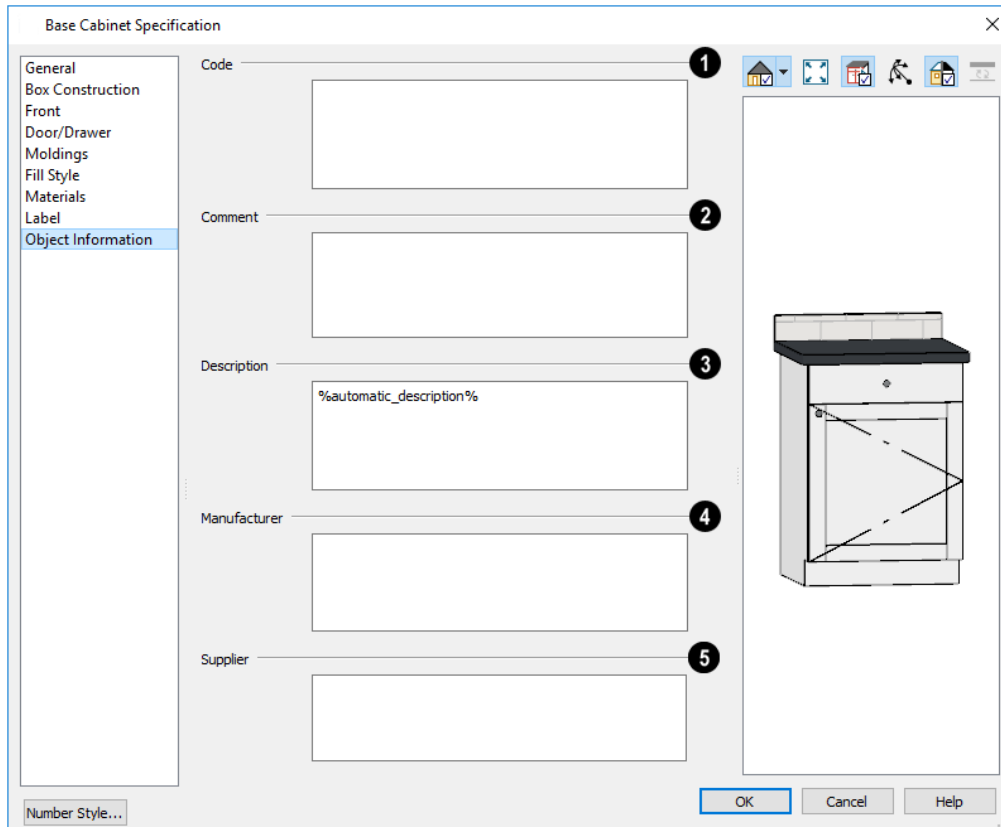 Base Cabinet Specification
General
Box Construction
Front
Door/Drawer
Moldings
Fill Style
Materials
Label
Object Information
Code
1
Comment
2
Description
3
%automatic_description%
Manufacturer
4
Supplier
5
Number Style...
OK
Cancel
Help